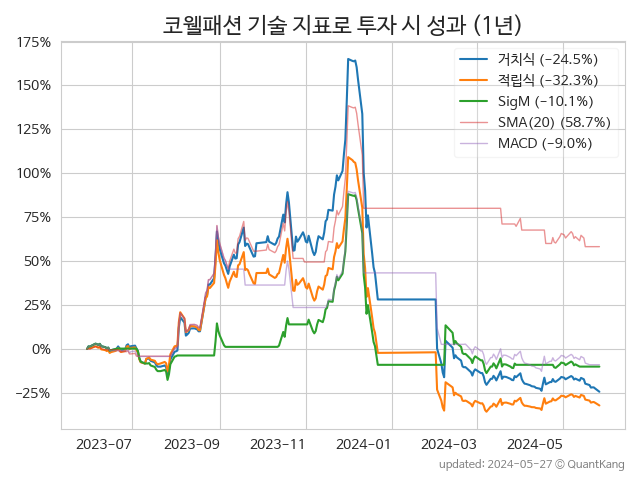 코웰패션 기술 지표로 투자 시 성과 (1년)
175%
150%
125%
100%
75%
50%
25%
0%
−25%
거치식 (−24.5%)
적립식 (−32.3%)
SigM (−10.1%)
SMA(20) (58.7%)
MACD (−9.0%)
2023−07
2023−09
2023−11
2024−01
2024−03
2024−05
updated: 2024-05-27 © QuantKang